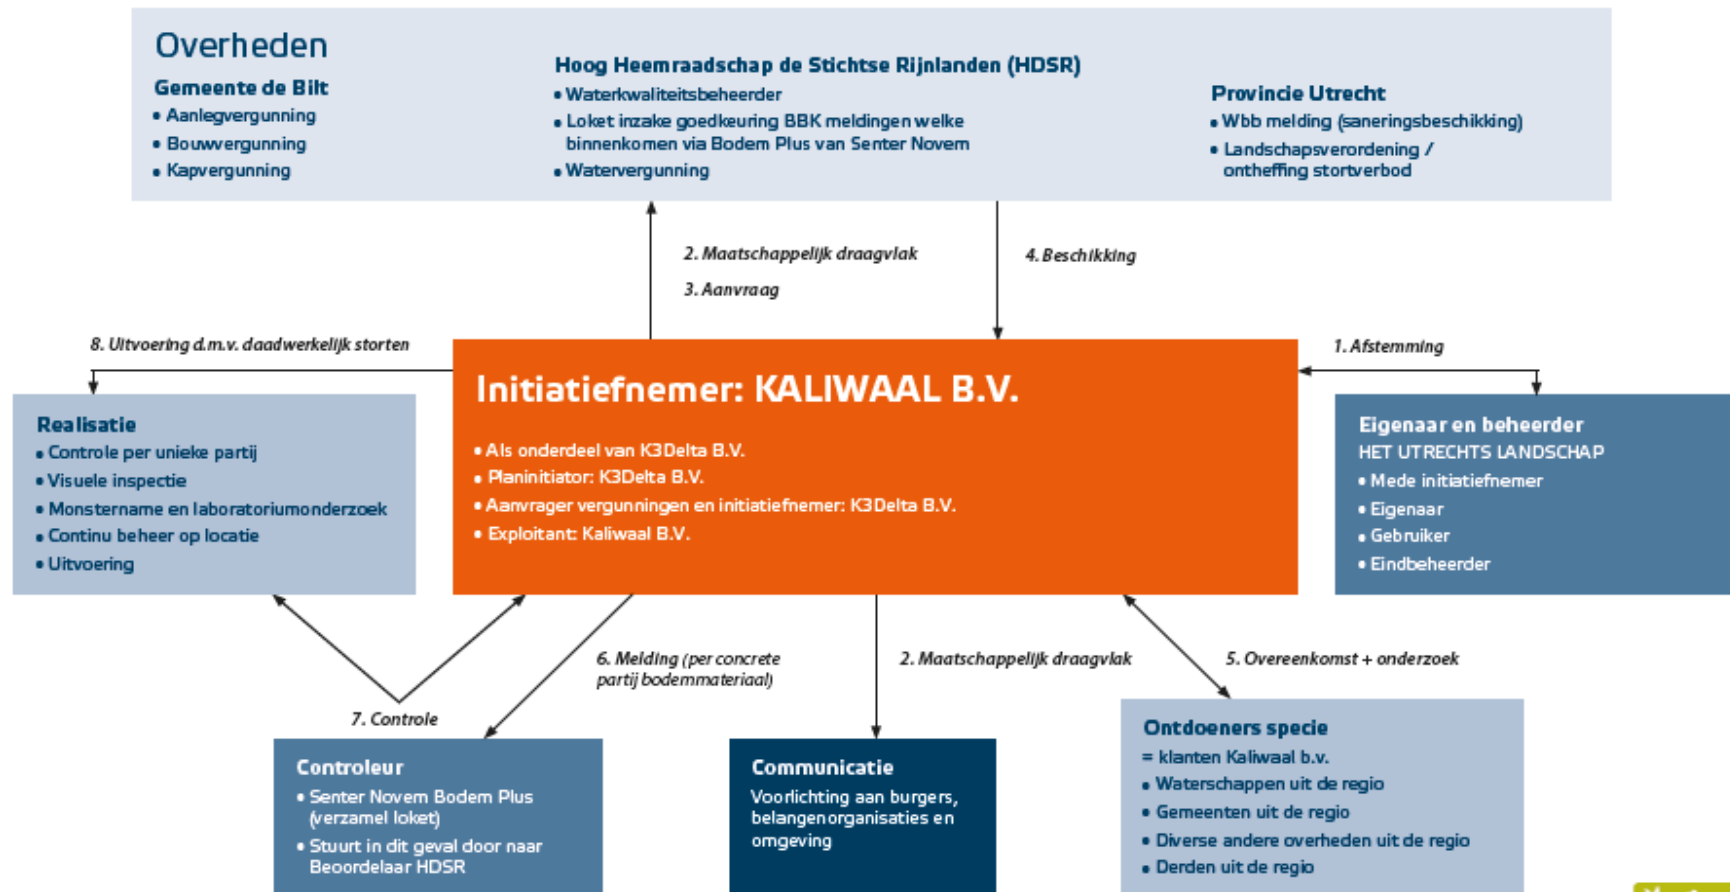 Overheden
Gemeente de Bilt
• Aanlegvergunning
• Bouwvergunning
• Kapvergunning
Hoog Heemraadschap de Stichtse Rijnlanden (HDSR)
• Waterkwaliteitsbeheerder
• Loket inzake goedkeuring BBK meldingen welke
binnenkomen via Bodem Plus van Senter Novem
• Watervergunning
Provincie Utrecht
• Wbb melding (saneringsbeschikking)
• Landschapsverordening /
ontheffing stortverbod
2. Maatschappelijk draagvlak
3. Aanvraag
4. Beschikking
8. Uitvoering d.m.v. daadwerkelijk storten
1. Afstemming
Realisatie
• Controle per unieke partij
• Visuele inspectie
• Monstername en laboratoriumonderzoek
• Continu beheer op locatie
• Uitvoering
Initiatiefnemer: KALIWAAL B.V.
• Als onderdeel van K3Delta B.V.
• Planinitiator: K3Delta B.V.
• Aanvrager vergunningen en initiatiefnemer: K3Delta B.V.
• Exploitant: Kaliwaal B.V.
Eigenaar en beheerder
HET UTRECHTS LANDSCHAP
• Mede initiatiefnemer
• Eigenaar
• Gebruiker
• Eindbeheerder
7. Controle
6. Melding (per concrete
partij bodemmateriaal)
2. Maatschappelijk draagvlak
5. Overeenkomst + onderzoek
Controleur
• Senter Novem Bodem Plus
(verzamel loket)
• Stuurt in dit geval door naar
Beoordelaar HDSR
Communicatie
Voorlichting aan burgers,
belangenorganisaties en
omgeving
Ontdoeners specie
= klanten Kaliwaal b.v.
• Waterschappen uit de regio
• Gemeenten uit de regio
• Diverse andere overheden uit de regio
• Derden uit de regio